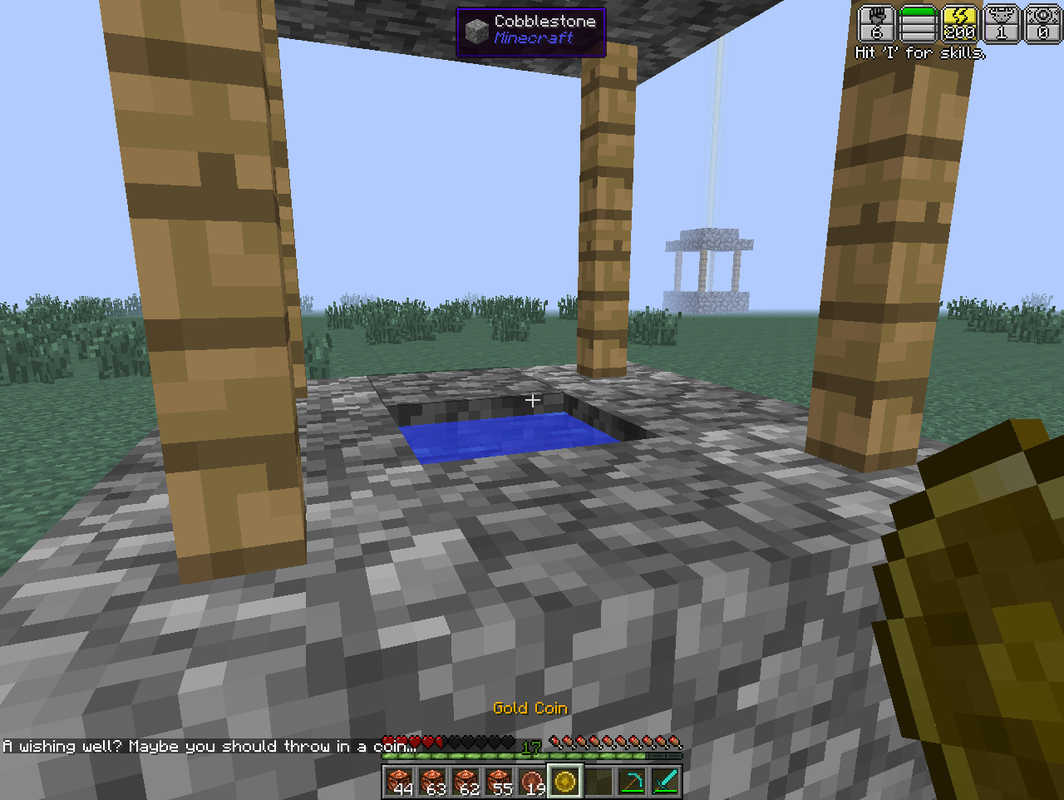 Cobblestone
Minecraft
6 200 1 0
Hit 'I' for skills.
Gold Coin
A wishing well? Maybe you should throw in a coin...
17
44 63 62 55 19